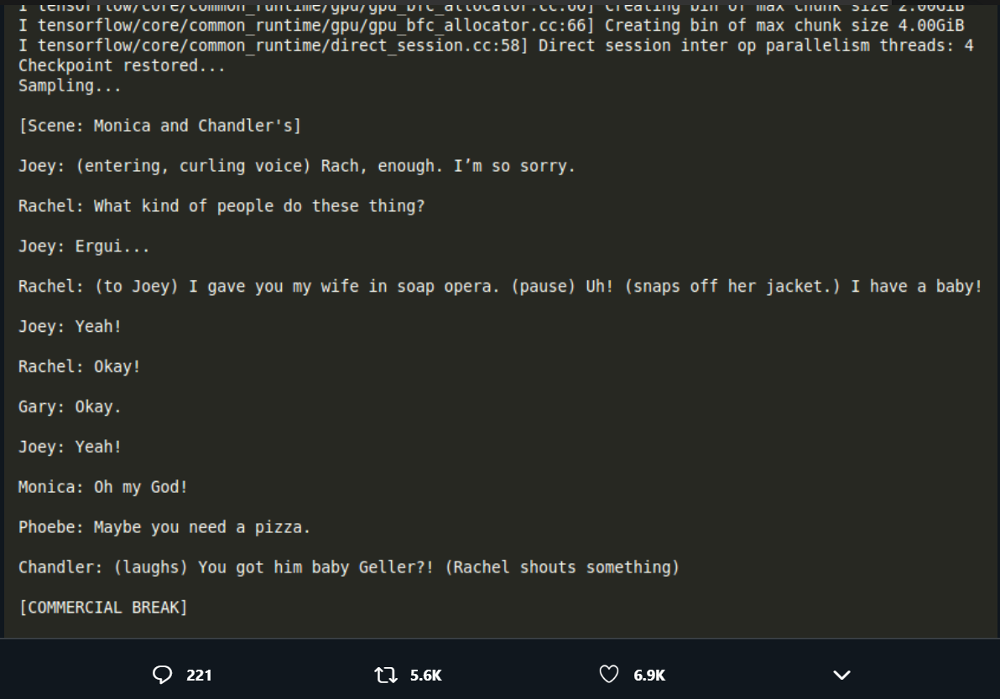 I tensorflow/core/common_runtime/gpu/gpu_bfc_allocator.cc:66] Creating bin of max chunk size 2.00GiB
I tensorflow/core/common_runtime/gpu/gpu_bfc_allocator.cc:66] Creating bin of max chunk size 4.00GiB
I tensorflow/core/common_runtime/direct_session.cc:58] Direct session inter op parallelism threads: 4
Checkpoint restored...
Sampling...
[Scene: Monica and Chandler's]
Joey: (entering, curling voice) Rach, enough. I’m so sorry.
Rachel: What kind of people do these thing?
Joey: Ergui...
Rachel: (to Joey) I gave you my wife in soap opera. (pause) Uh! (snaps off her jacket.) I have a baby!
Joey: Yeah!
Rachel: Okay!
Gary: Okay.
Joey: Yeah!
Monica: Oh my God!
Phoebe: Maybe you need a pizza.
Chandler: (laughs) You got him baby Geller?! (Rachel shouts something)
[COMMERCIAL BREAK]
221 5.6K 6.9K